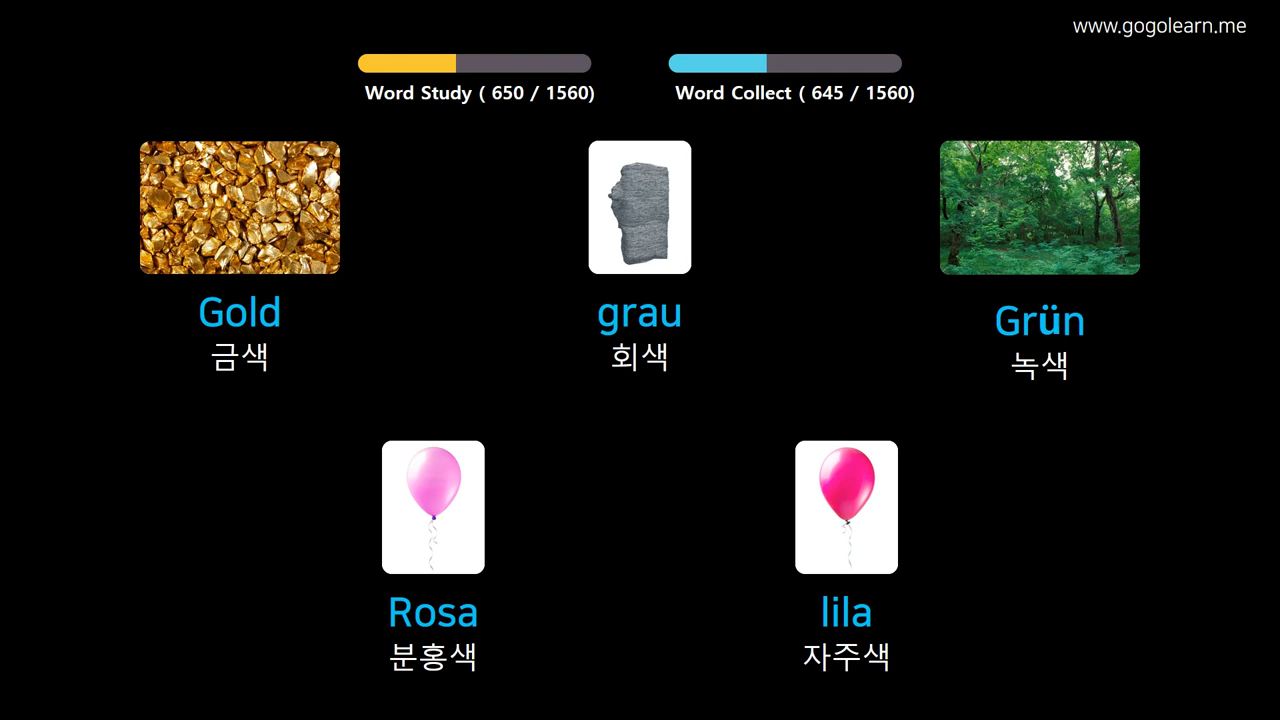 www.gogolearn.me
Word Study ( 650 / 1560)
Word Collect ( 645 / 1560)
Gold
금색
grau
회색
Grün
녹색
Rosa
분홍색
lila
자주색